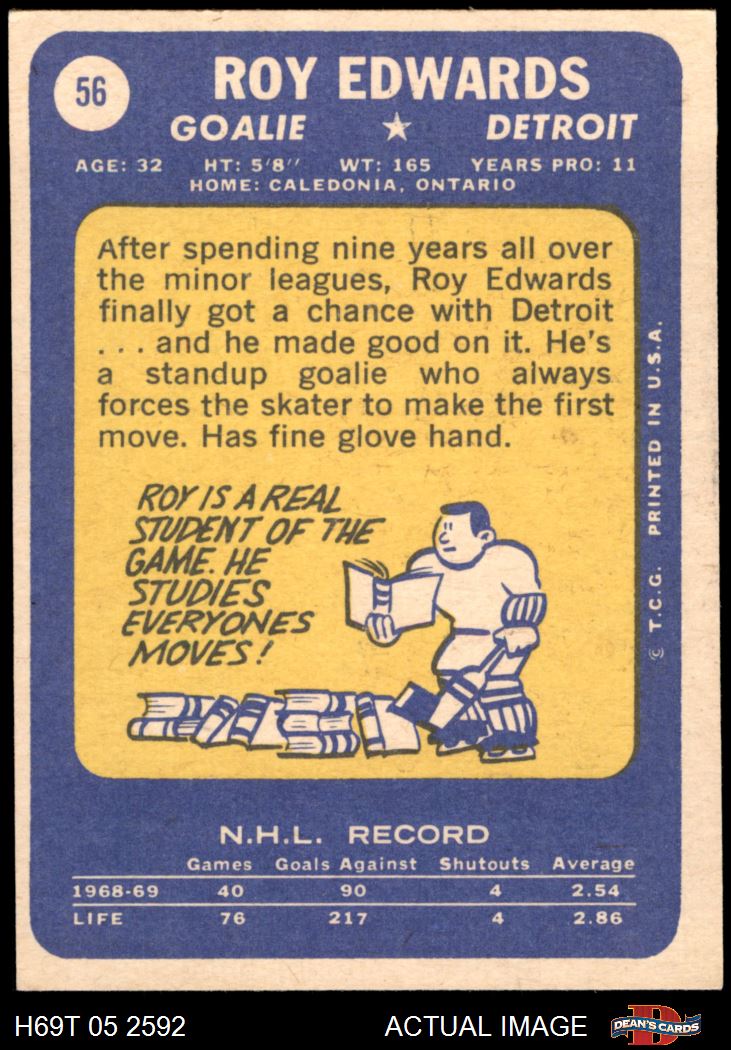 56
ROY EDWARDS
GOALIE ★ DETROIT
AGE: 32 HT: 5'8'' WT: 165 YEARS PRO: 11
HOME: CALEDONIA, ONTARIO
After spending nine years all over
the minor leagues, Roy Edwards
finally got a chance with Detroit
. . . and he made good on it. He's
a standup goalie who always
forces the skater to make the first
move. Has fine glove hand.
ROY IS A REAL
STUDENT OF THE
GAME. HE
STUDIES
EVERYONES
MOVES!
© T.C.G. PRINTED IN U.S.A.
N.H.L. RECORD
Games Goals Against Shutouts Average
1968-69 40 90 4 2.54
LIFE 76 217 4 2.86
H69T 05 2592 ACTUAL IMAGE
D
DEAN'S CARDS